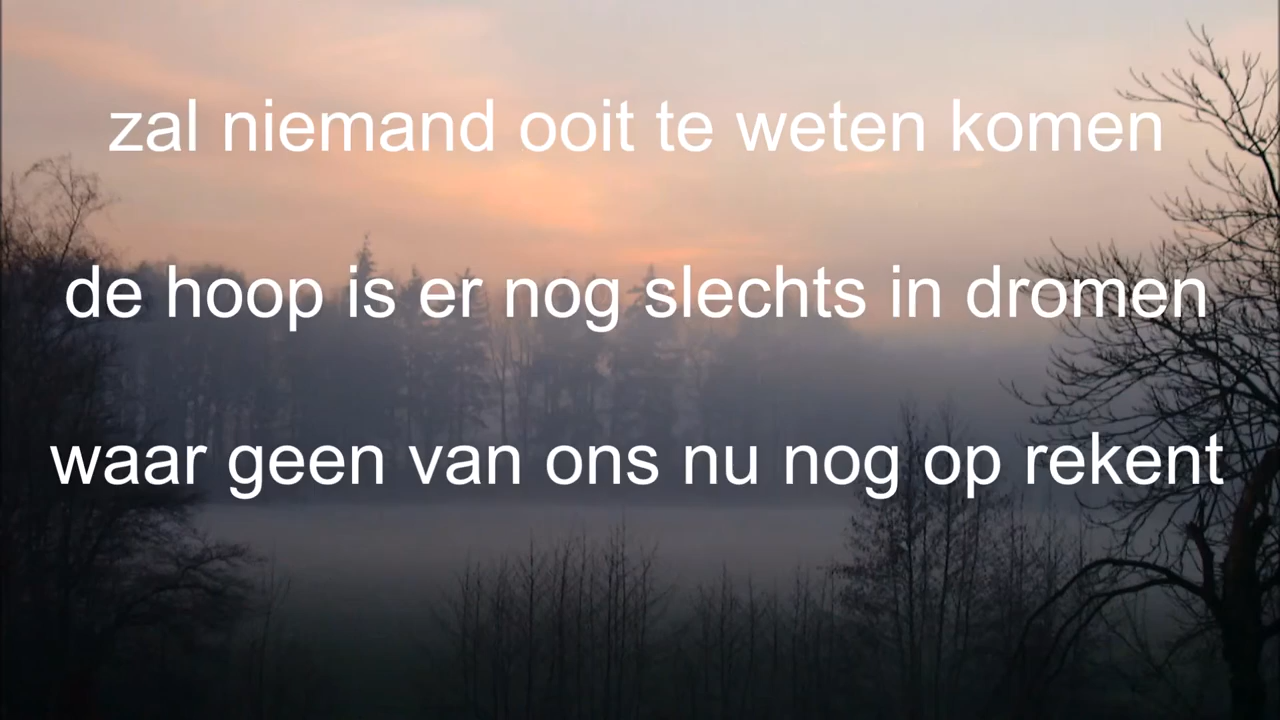 zal niemand ooit te weten komen
de hoop is er nog slechts in dromen
waar geen van ons nu nog op rekent